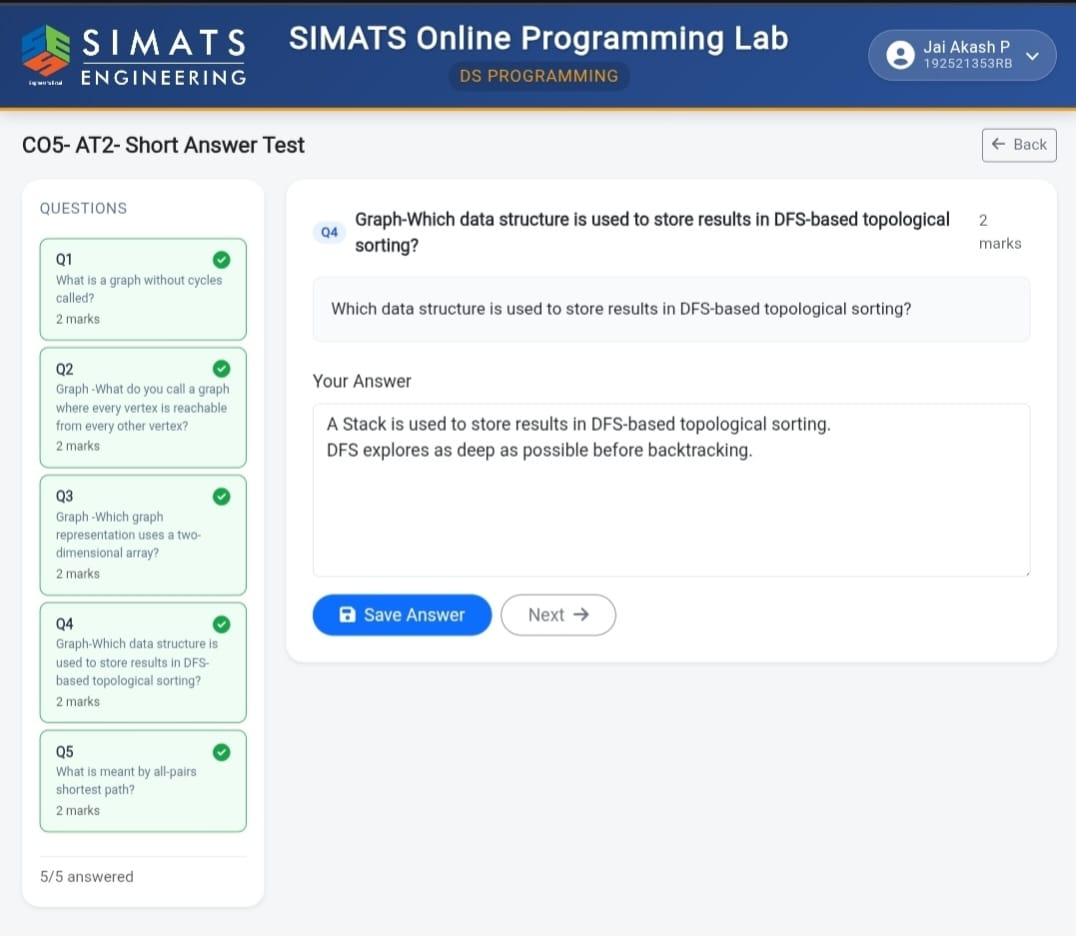 SIMATS
ENGINEERING
SIMATS Online Programming Lab
DS PROGRAMMING
Jai Akash P
192521353RB
CO5- AT2- Short Answer Test
← Back
QUESTIONS
Q1
What is a graph without cycles
called?
2 marks
Q2
Graph -What do you call a graph
where every vertex is reachable
from every other vertex?
2 marks
Q3
Graph -Which graph
representation uses a two-
dimensional array?
2 marks
Q4
Graph-Which data structure is
used to store results in DFS-
based topological sorting?
2 marks
Q5
What is meant by all-pairs
shortest path?
2 marks
5/5 answered
Q4
Graph-Which data structure is used to store results in DFS-based topological
sorting?
2
marks
Which data structure is used to store results in DFS-based topological sorting?
Your Answer
A Stack is used to store results in DFS-based topological sorting.
DFS explores as deep as possible before backtracking.
Save Answer
Next →